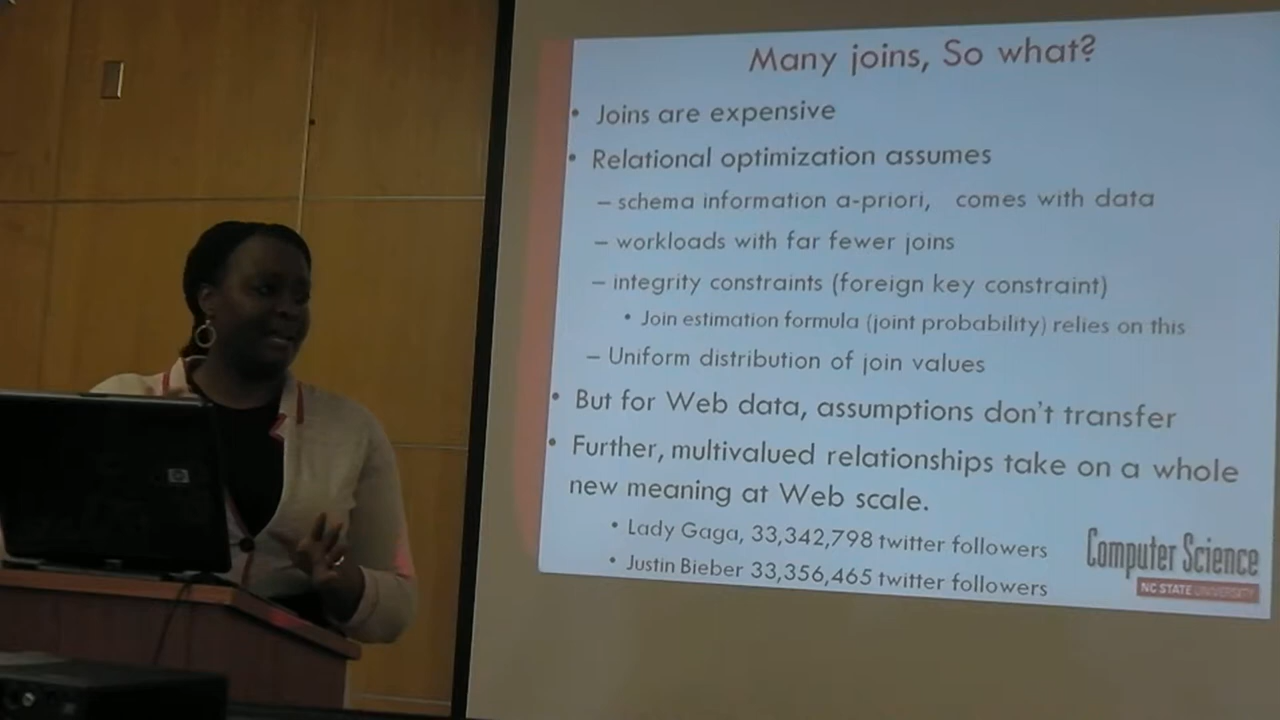 Many joins, So what?
• Joins are expensive
• Relational optimization assumes
– schema information a-priori, comes with data
– workloads with far fewer joins
– integrity constraints (foreign key constraint)
• Join estimation formula (joint probability) relies on this
– Uniform distribution of join values
• But for Web data, assumptions don't transfer
• Further, multivalued relationships take on a whole
new meaning at Web scale.
• Lady Gaga, 33,342,798 twitter followers
• Justin Bieber 33,356,465 twitter followers
Computer Science
NC STATE UNIVERSITY
hp